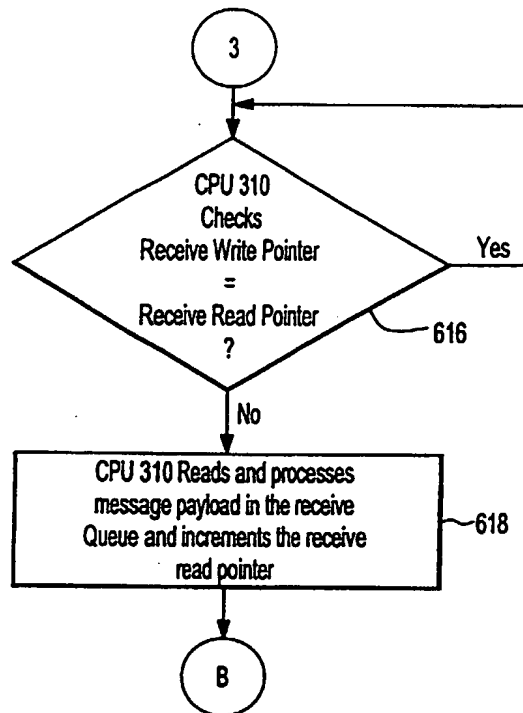 3
CPU 310
Checks
Receive Write Pointer
=
Receive Read Pointer
?
Yes
616
No
CPU 310 Reads and processes
message payload in the receive
Queue and increments the receive
read pointer
618
B